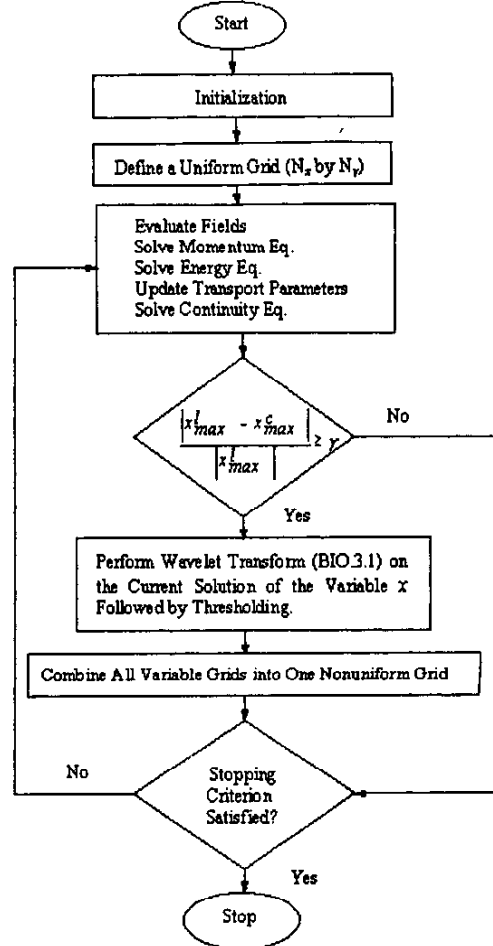 Start
Initialization
Define a Uniform Grid (Nx by Ny)
Evaluate Fields
Solve Momentum Eq.
Solve Energy Eq.
Update Transport Parameters
Solve Continuity Eq.
|x^l_max - x^c_max|
≥ γ
|x^l_max|
No
Yes
Perform Wavelet Transform (BIO.3.1) on
the Current Solution of the Variable x
Followed by Thresholding.
Combine All Variable Grids into One Nonuniform Grid
No
Stopping
Criterion
Satisfied?
Yes
Stop